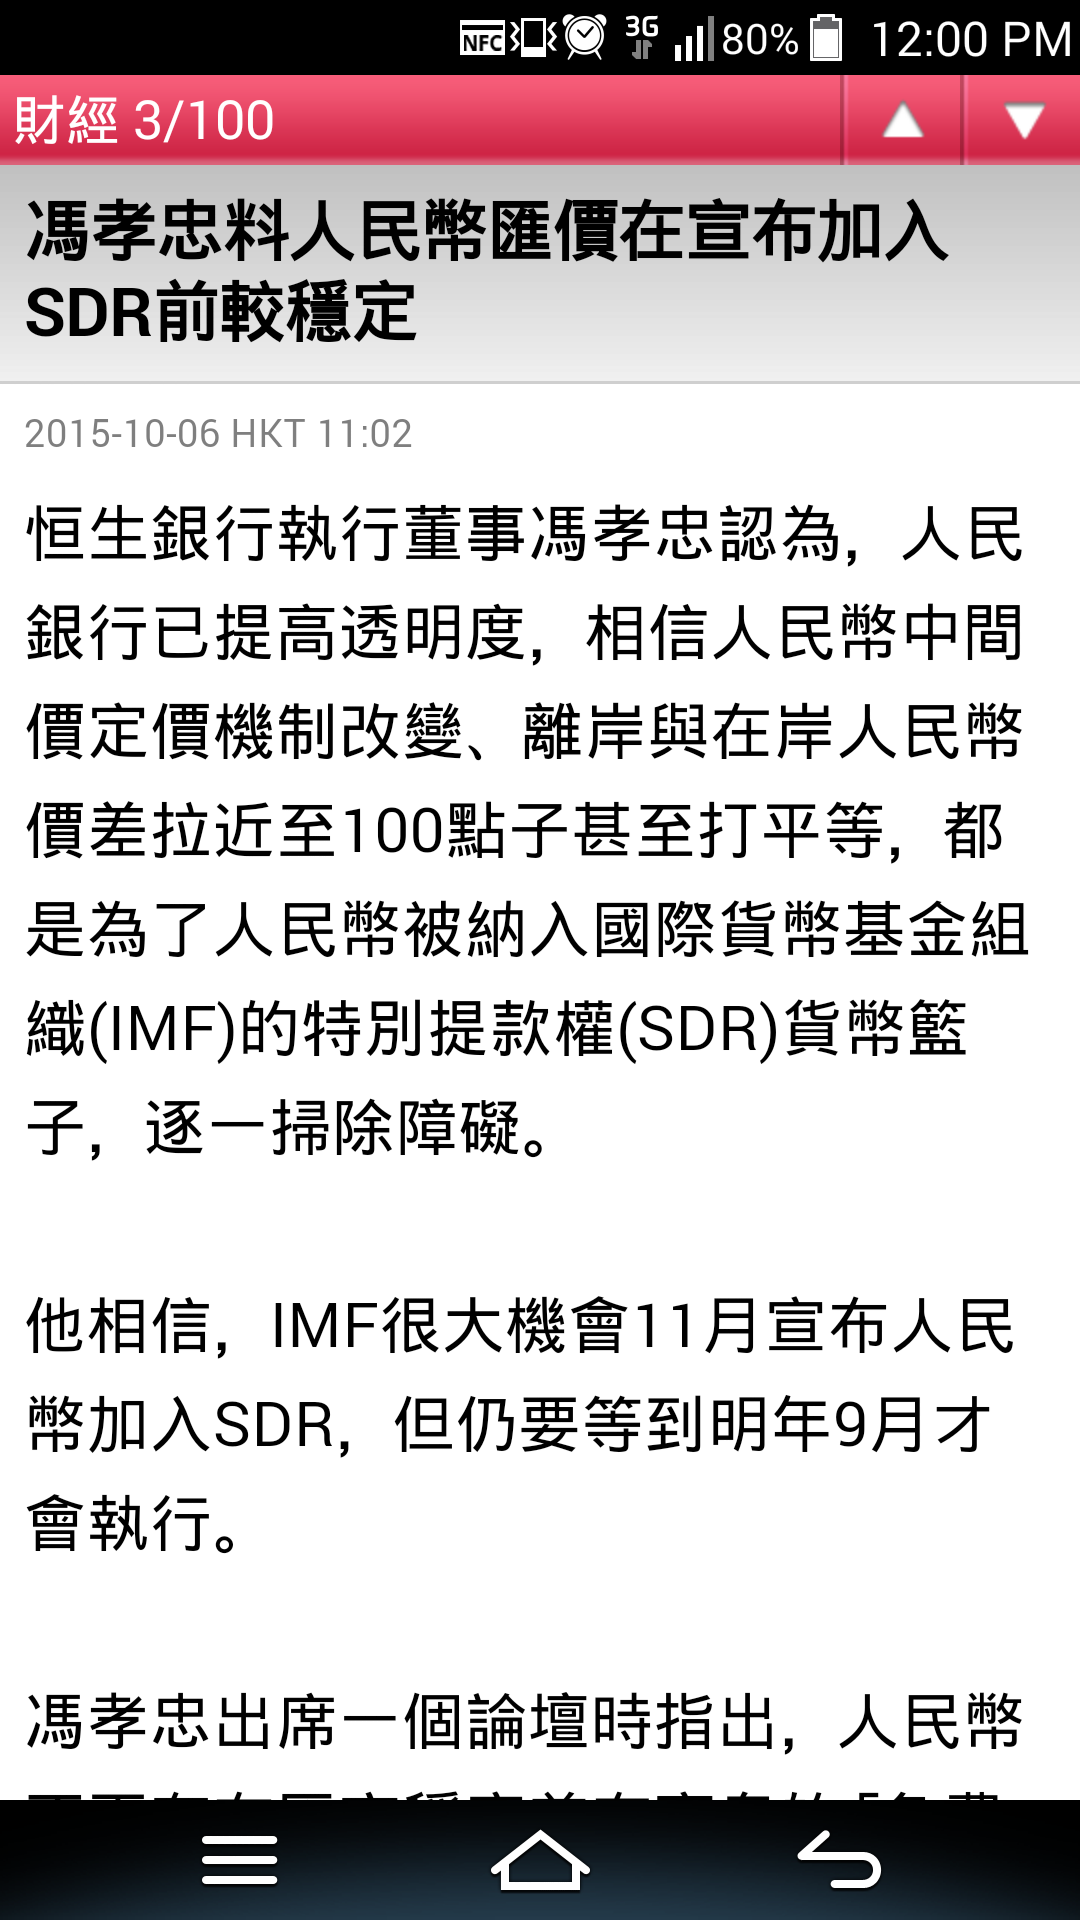 NFC 3G 80% 12:00 PM
財經 3/100
馮孝忠料人民幣匯價在宣布加入
SDR前較穩定
2015-10-06 HKT 11:02
恒生銀行執行董事馮孝忠認為，人民
銀行已提高透明度，相信人民幣中間
價定價機制改變、離岸與在岸人民幣
價差拉近至100點子甚至打平等，都
是為了人民幣被納入國際貨幣基金組
織(IMF)的特別提款權(SDR)貨幣籃
子，逐一掃除障礙。
他相信，IMF很大機會11月宣布人民
幣加入SDR，但仍要等到明年9月才
會執行。
馮孝忠出席一個論壇時指出，人民幣